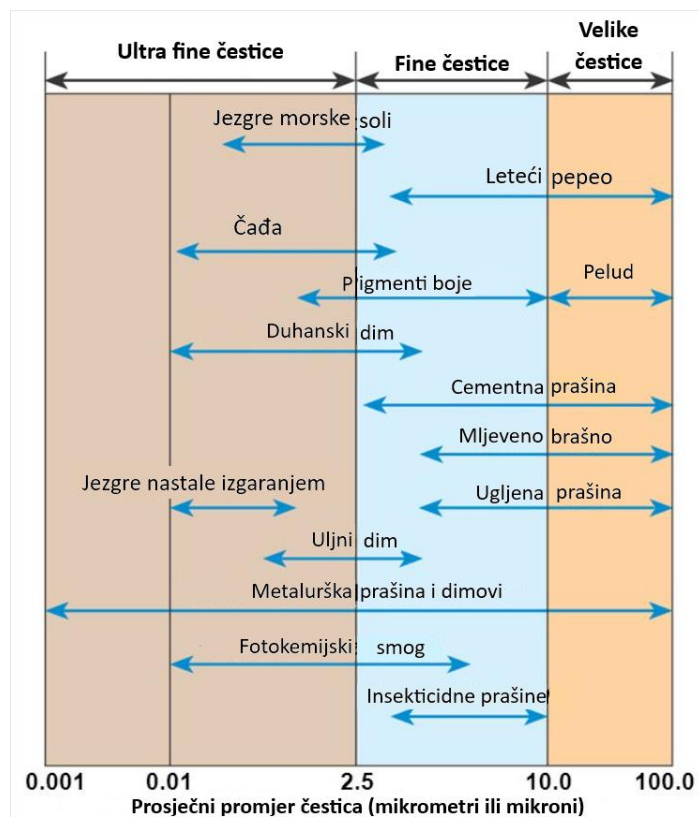 Ultra fine čestice
Fine čestice
Velike
čestice
Jezgre morske soli
Leteći pepeo
Čađa
Pigmenti boje
Pelud
Duhanski dim
Cementna prašina
Mljeveno brašno
Jezgre nastale izgaranjem
Ugljena prašina
Uljni dim
Metalurška prašina i dimovi
Fotokemijski smog
Insekticidne prašine
0.001 0.01 2.5 10.0 100.0
Prosječni promjer čestica (mikrometri ili mikroni)